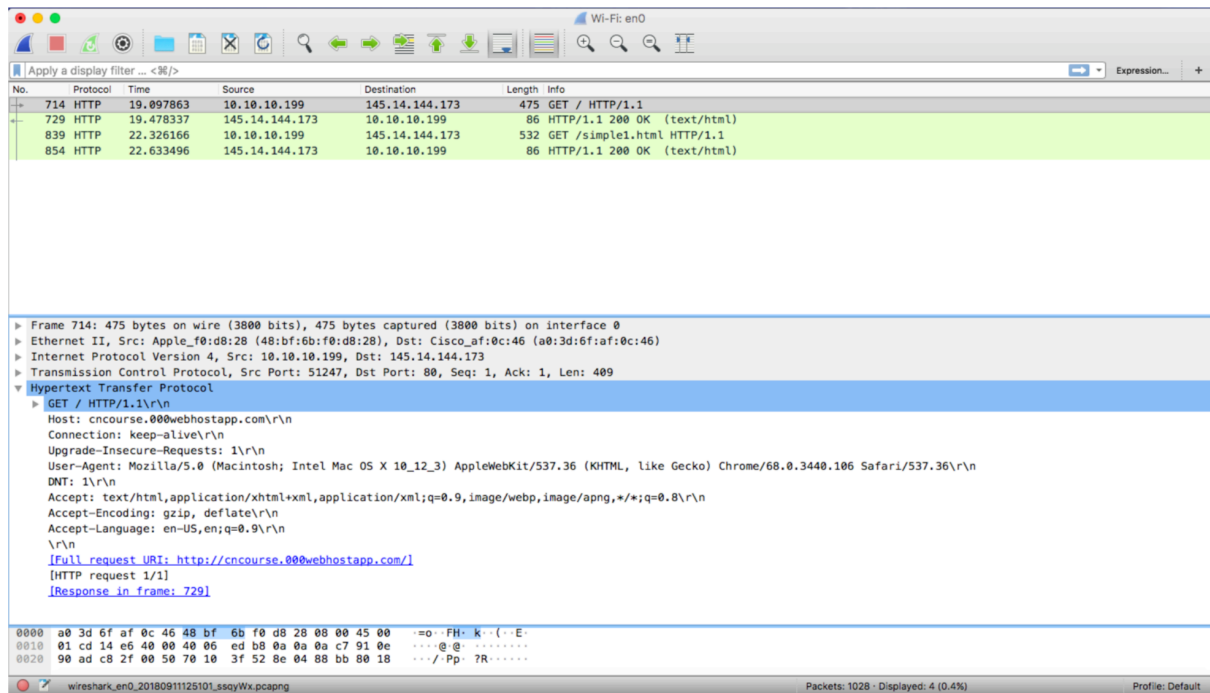 Wi-Fi: en0
Apply a display filter ... <⌘/>
Expression... +
No. Protocol Time Source Destination Length Info
714 HTTP 19.097863 10.10.10.199 145.14.144.173 475 GET / HTTP/1.1
729 HTTP 19.478337 145.14.144.173 10.10.10.199 86 HTTP/1.1 200 OK (text/html)
839 HTTP 22.326166 10.10.10.199 145.14.144.173 532 GET /simple1.html HTTP/1.1
854 HTTP 22.633496 145.14.144.173 10.10.10.199 86 HTTP/1.1 200 OK (text/html)
Frame 714: 475 bytes on wire (3800 bits), 475 bytes captured (3800 bits) on interface 0
Ethernet II, Src: Apple_f0:d8:28 (48:bf:6b:f0:d8:28), Dst: Cisco_af:0c:46 (a0:3d:6f:af:0c:46)
Internet Protocol Version 4, Src: 10.10.10.199, Dst: 145.14.144.173
Transmission Control Protocol, Src Port: 51247, Dst Port: 80, Seq: 1, Ack: 1, Len: 409
Hypertext Transfer Protocol
GET / HTTP/1.1\r\n
Host: cncourse.000webhostapp.com\r\n
Connection: keep-alive\r\n
Upgrade-Insecure-Requests: 1\r\n
User-Agent: Mozilla/5.0 (Macintosh; Intel Mac OS X 10_12_3) AppleWebKit/537.36 (KHTML, like Gecko) Chrome/68.0.3440.106 Safari/537.36\r\n
DNT: 1\r\n
Accept: text/html,application/xhtml+xml,application/xml;q=0.9,image/webp,image/apng,*/*;q=0.8\r\n
Accept-Encoding: gzip, deflate\r\n
Accept-Language: en-US,en;q=0.9\r\n
\r\n
[Full request URI: http://cncourse.000webhostapp.com/]
[HTTP request 1/1]
[Response in frame: 729]
0000 a0 3d 6f af 0c 46 48 bf 6b f0 d8 28 08 00 45 00 ·=o··FH· k··(··E·
0010 01 cd 14 e6 40 00 40 06 ed b8 0a 0a 0a c7 91 0e ····@·@· ········
0020 90 ad c8 2f 00 50 70 10 3f 52 8e 04 88 bb 80 18 ···/·Pp· ?R······
wireshark_en0_20180911125101_ssqyWx.pcapng
Packets: 1028 · Displayed: 4 (0.4%)
Profile: Default